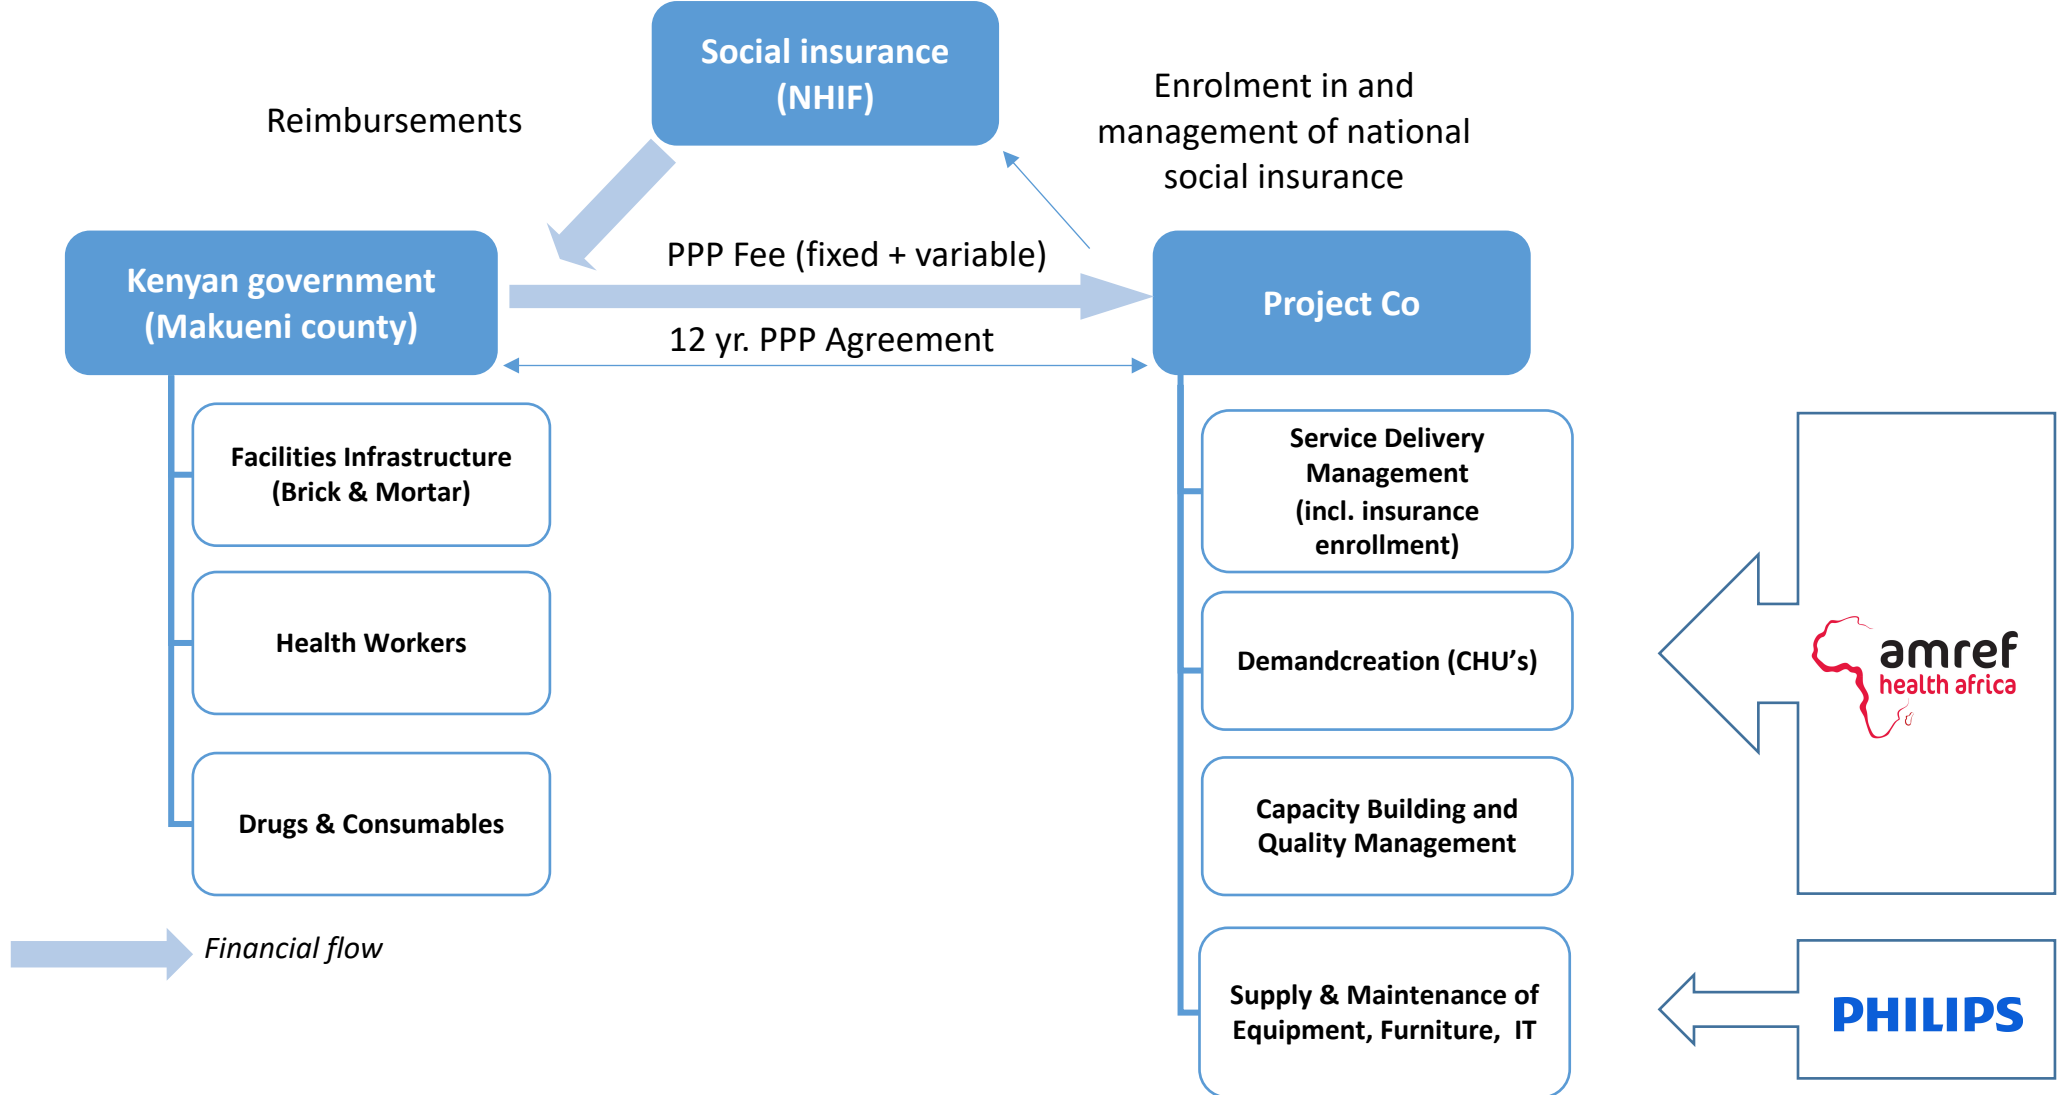 Social insurance
(NHIF)
Reimbursements
Enrolment in and
management of national
social insurance
Kenyan government
(Makueni county)
PPP Fee (fixed + variable)
12 yr. PPP Agreement
Project Co
Facilities Infrastructure
(Brick & Mortar)
Health Workers
Drugs & Consumables
Service Delivery
Management
(incl. insurance
enrollment)
Demandcreation (CHU's)
Capacity Building and
Quality Management
Supply & Maintenance of
Equipment, Furniture, IT
amref
health africa
PHILIPS
Financial flow